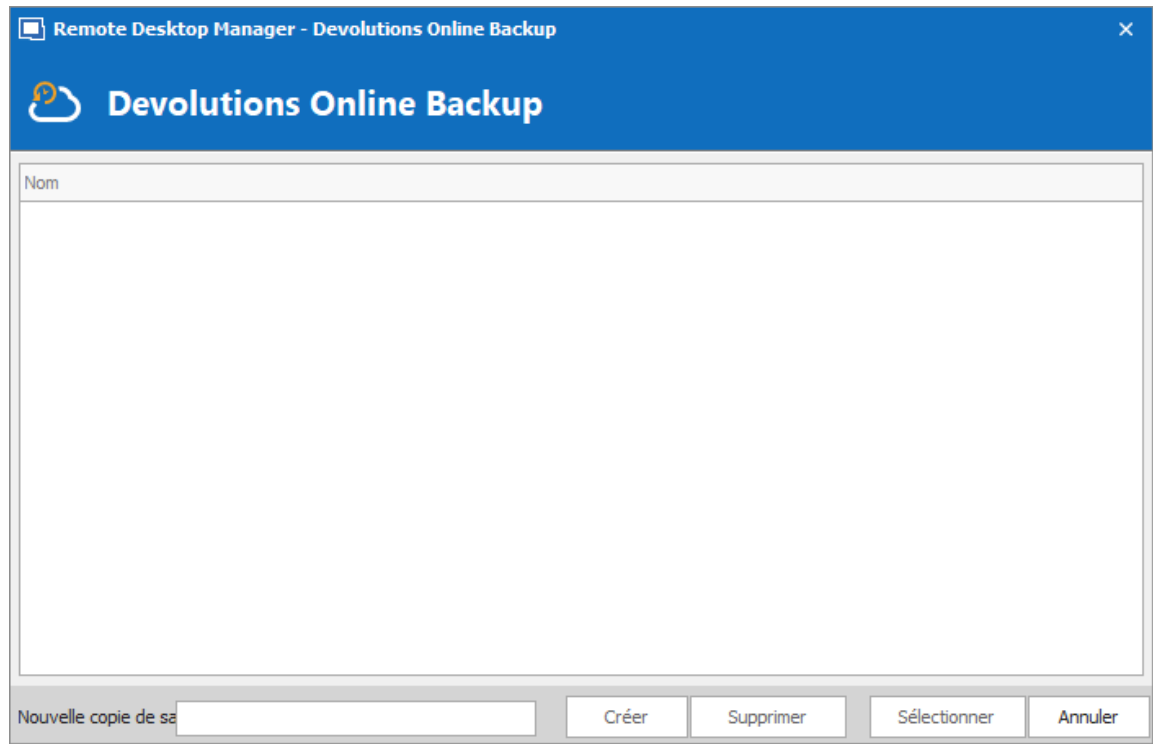 Remote Desktop Manager - Devolutions Online Backup
Devolutions Online Backup
Nom
Nouvelle copie de sa
Créer
Supprimer
Sélectionner
Annuler